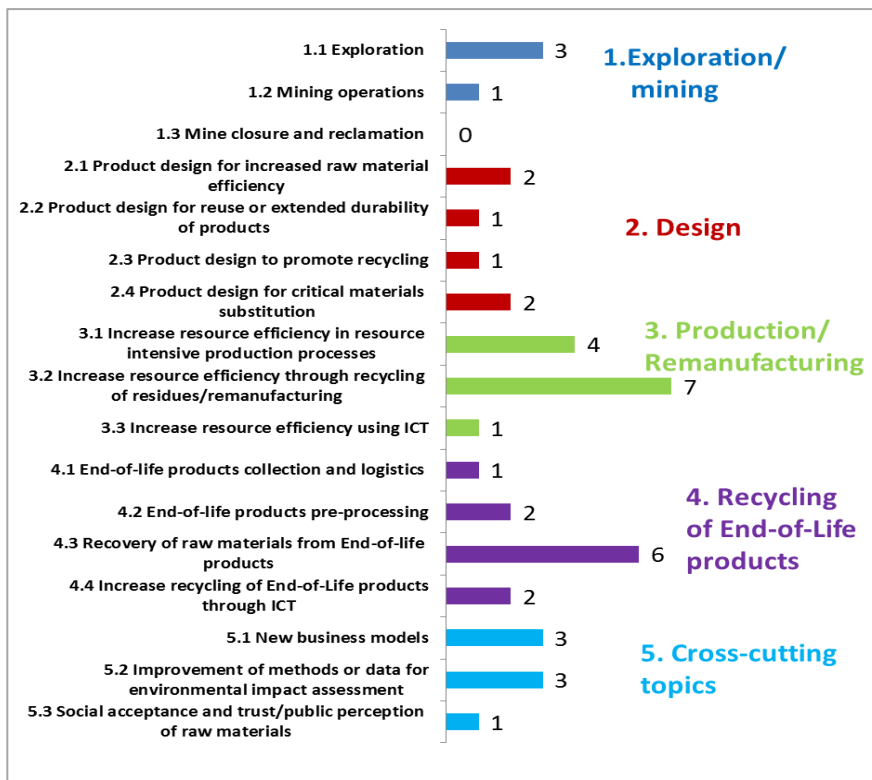 1.1 Exploration
3
1.Exploration/
mining
1.2 Mining operations
1
1.3 Mine closure and reclamation
0
2.1 Product design for increased raw material
efficiency
2
2.2 Product design for reuse or extended durability
of products
1
2. Design
2.3 Product design to promote recycling
1
2.4 Product design for critical materials
substitution
2
3.1 Increase resource efficiency in resource
intensive production processes
4
3. Production/
Remanufacturing
3.2 Increase resource efficiency through recycling
of residues/remanufacturing
7
3.3 Increase resource efficiency using ICT
1
4.1 End-of-life products collection and logistics
1
4.2 End-of-life products pre-processing
2
4. Recycling
of End-of-Life
products
4.3 Recovery of raw materials from End-of-life
products
6
4.4 Increase recycling of End-of-Life products
through ICT
2
5.1 New business models
3
5. Cross-cutting
topics
5.2 Improvement of methods or data for
environmental impact assessment
3
5.3 Social acceptance and trust/public perception
of raw materials
1